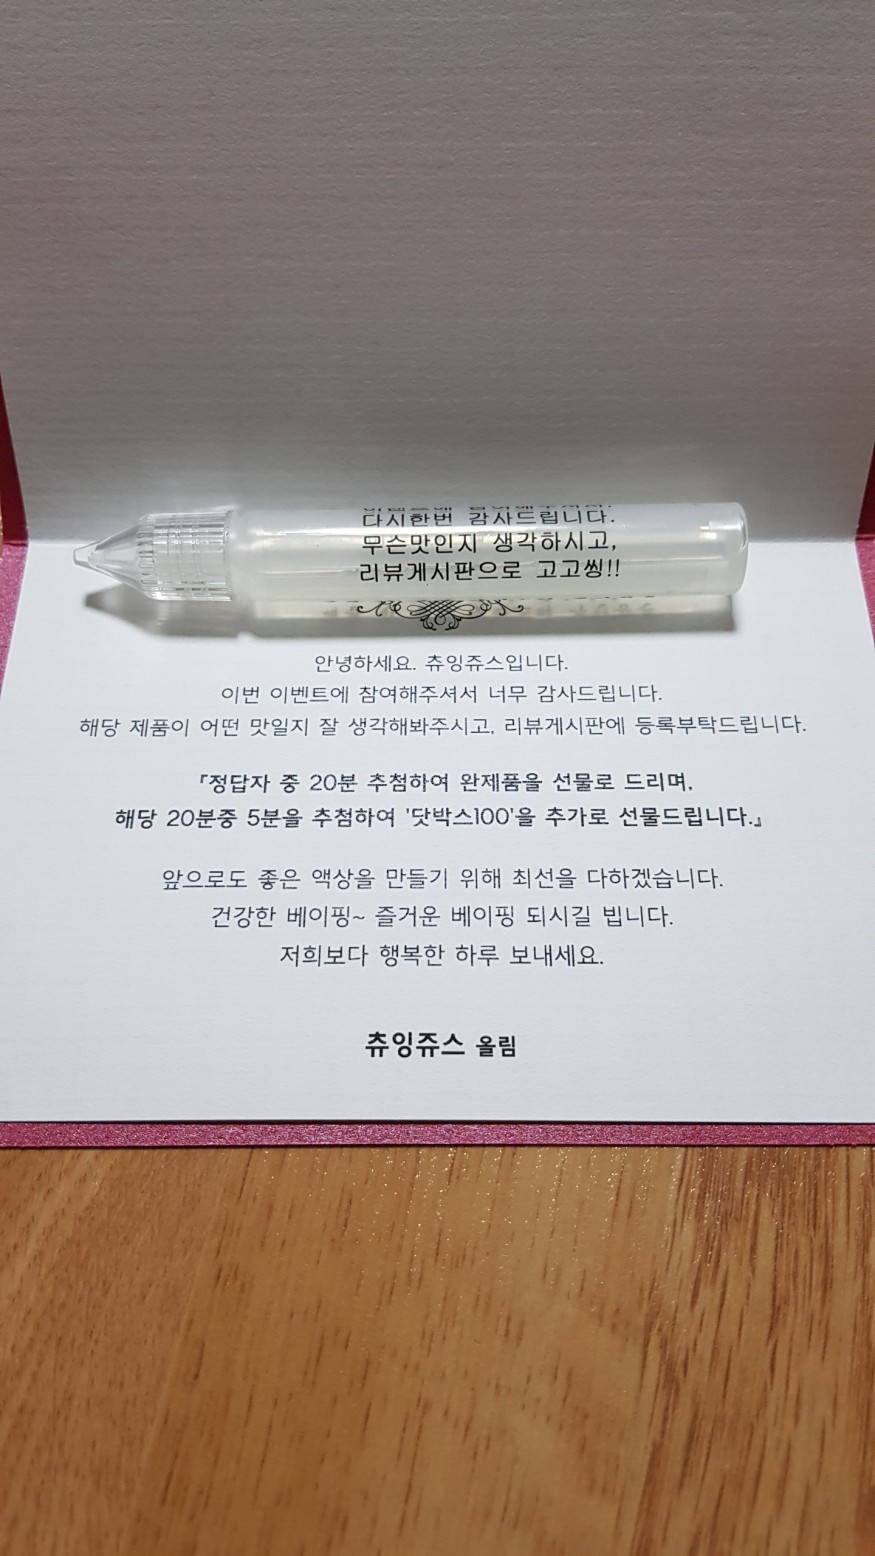 다시한번 감사드립니다.
무슨맛인지 생각하시고,
리뷰게시판으로 고고씽!!
안녕하세요. 츄잉쥬스입니다.
이번 이벤트에 참여해주셔서 너무 감사드립니다.
해당 제품이 어떤 맛일지 잘 생각해봐주시고, 리뷰게시판에 등록부탁드립니다.
『정답자 중 20분 추첨하여 완제품을 선물로 드리며,
해당 20분중 5분을 추첨하여 '닷박스100'을 추가로 선물드립니다.』
앞으로도 좋은 액상을 만들기 위해 최선을 다하겠습니다.
건강한 베이핑~ 즐거운 베이핑 되시길 빕니다.
저희보다 행복한 하루 보내세요.
츄잉쥬스 올림